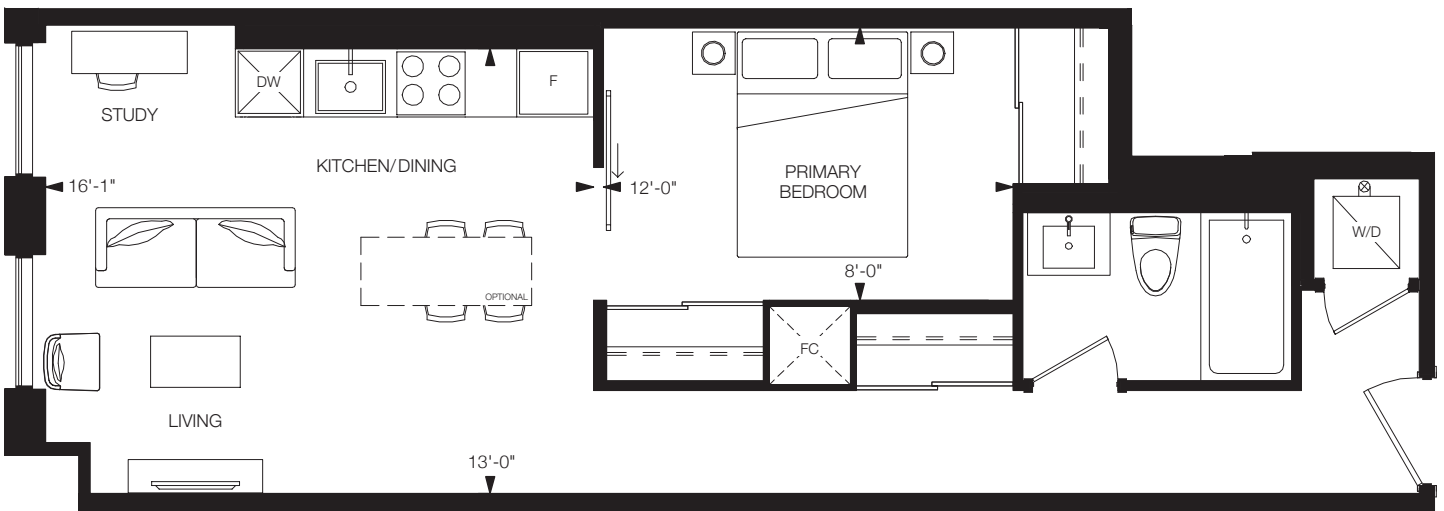 DW
F
STUDY
KITCHEN/DINING
16'-1"
12'-0"
PRIMARY
BEDROOM
W/D
8'-0"
OPTIONAL
FC
LIVING
13'-0"